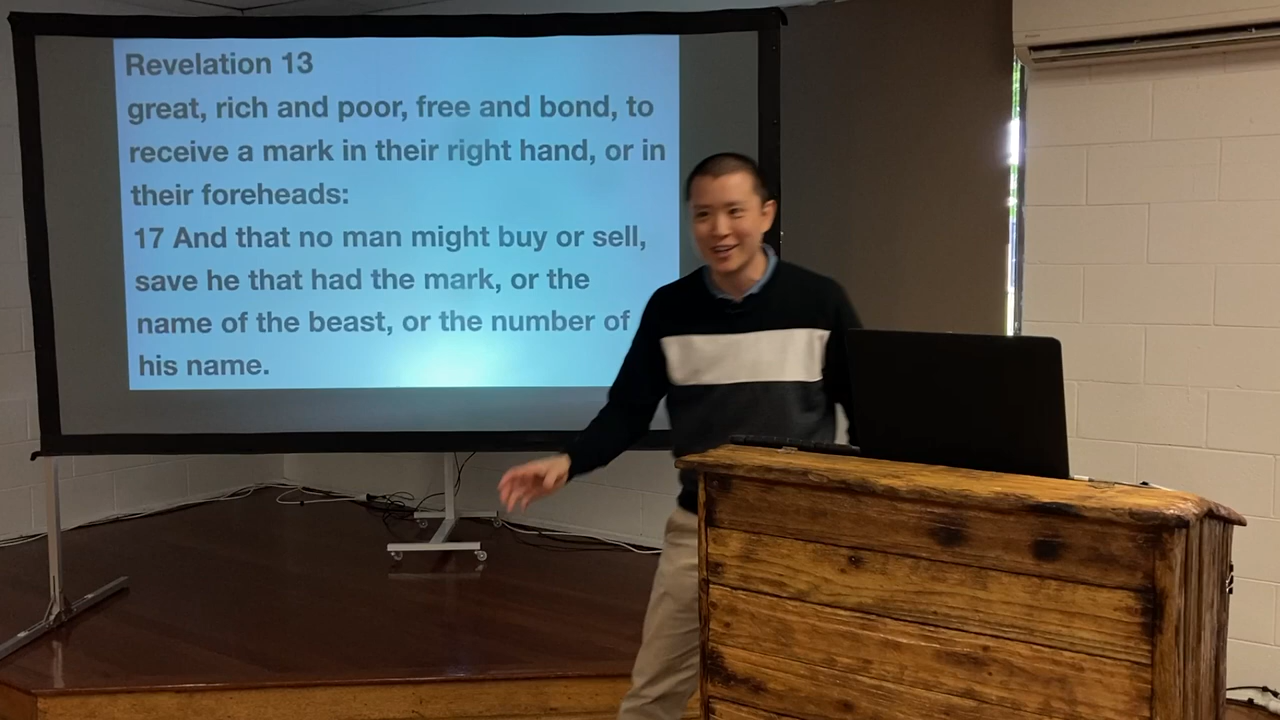 Revelation 13
great, rich and poor, free and bond, to
receive a mark in their right hand, or in
their foreheads:
17 And that no man might buy or sell,
save he that had the mark, or the
name of the beast, or the number of
his name.